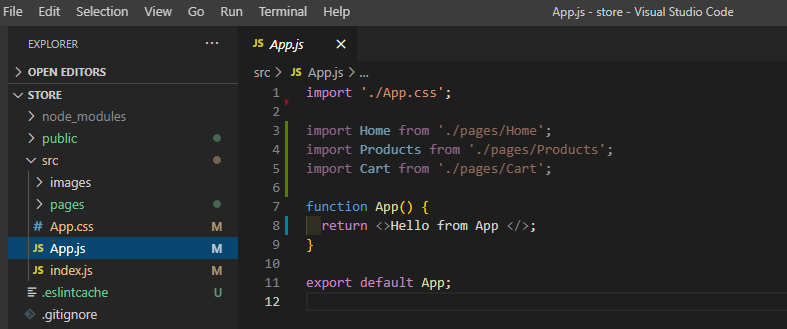 File Edit Selection View Go Run Terminal Help App.js - store - Visual Studio Code
EXPLORER ...
OPEN EDITORS
STORE
node_modules
public
src
images
pages
# App.css M
JS App.js M
JS index.js M
.eslintcache U
.gitignore
JS App.js ×
src > JS App.js > ...
1 import './App.css';
2
3 import Home from './pages/Home';
4 import Products from './pages/Products';
5 import Cart from './pages/Cart';
6
7 function App() {
8 return <>Hello from App </>;
9 }
10
11 export default App;
12